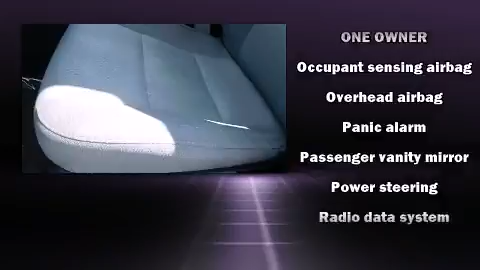 ONE OWNER
Occupant sensing airbag
Overhead airbag
Panic alarm
Passenger vanity mirror
Power steering
Radio data system